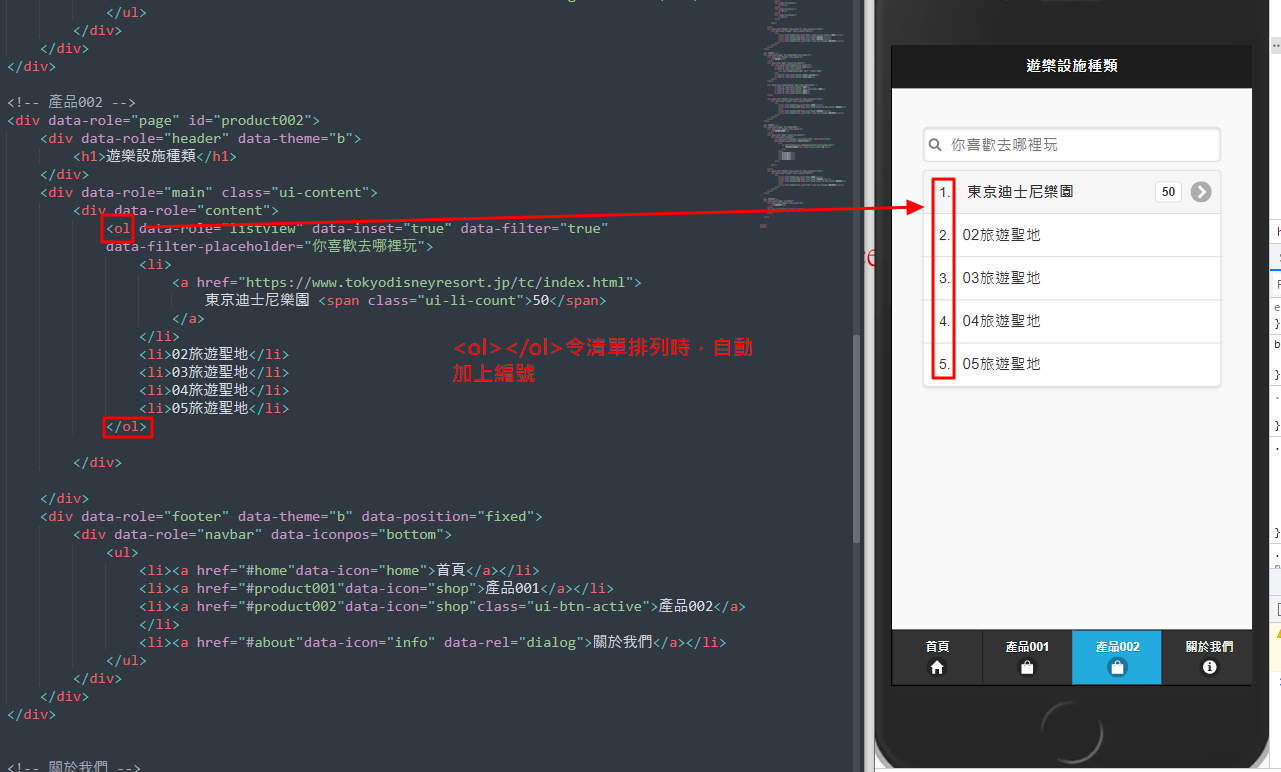 </ul>
</div>
</div>
</div>
<!-- 產品002 -->
<div data-role="page" id="product002">
<div data-role="header" data-theme="b">
<h1>遊樂設施種類</h1>
</div>
<div data-role="main" class="ui-content">
<div data-role="content">
<ol data-role="listview" data-inset="true" data-filter="true"
data-filter-placeholder="你喜歡去哪裡玩">
<li>
<a href="https://www.tokyodisneyresort.jp/tc/index.html">
東京迪士尼樂園 <span class="ui-li-count">50</span>
</a>
</li>
<li>02旅遊聖地</li>
<li>03旅遊聖地</li>
<li>04旅遊聖地</li>
<li>05旅遊聖地</li>
</ol>
</div>
</div>
<div data-role="footer" data-theme="b" data-position="fixed">
<div data-role="navbar" data-iconpos="bottom">
<ul>
<li><a href="#home"data-icon="home">首頁</a></li>
<li><a href="#product001"data-icon="shop">產品001</a></li>
<li><a href="#product002"data-icon="shop"class="ui-btn-active">產品002</a>
</li>
<li><a href="#about"data-icon="info" data-rel="dialog">關於我們</a></li>
</ul>
</div>
</div>
</div>
<!-- 關於我們 -->
<ol></ol>令清單排列時，自動
加上編號
遊樂設施種類
你喜歡去哪裡玩
1. 東京迪士尼樂園 50
2. 02旅遊聖地
3. 03旅遊聖地
4. 04旅遊聖地
5. 05旅遊聖地
首頁 產品001 產品002 關於我們